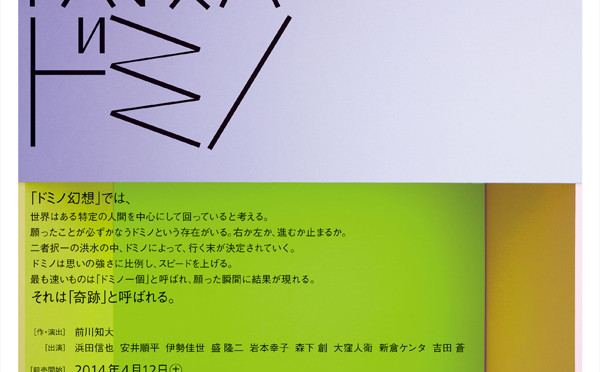 ドミノ
「ドミノ幻想」では、
世界はある特定の人間を中心にして回っていると考える。
願ったことが必ずかなうドミノという存在がいる。右か左か、進むか止まるか。
二者択一の洪水の中、ドミノによって、行く末が決定されていく。
ドミノは思いの強さに比例し、スピードを上げる。
最も速いものは「ドミノ一個」と呼ばれ、願った瞬間に結果が現れる。
それは「奇跡」と呼ばれる。
[作・演出] 前川知大
[出演] 浜田信也 安井順平 伊勢佳世 盛 隆二 岩本幸子 森下 創 大窪人衛 新倉ケンタ 吉田 蒼
[前売開始] 2014年4月12日㊏